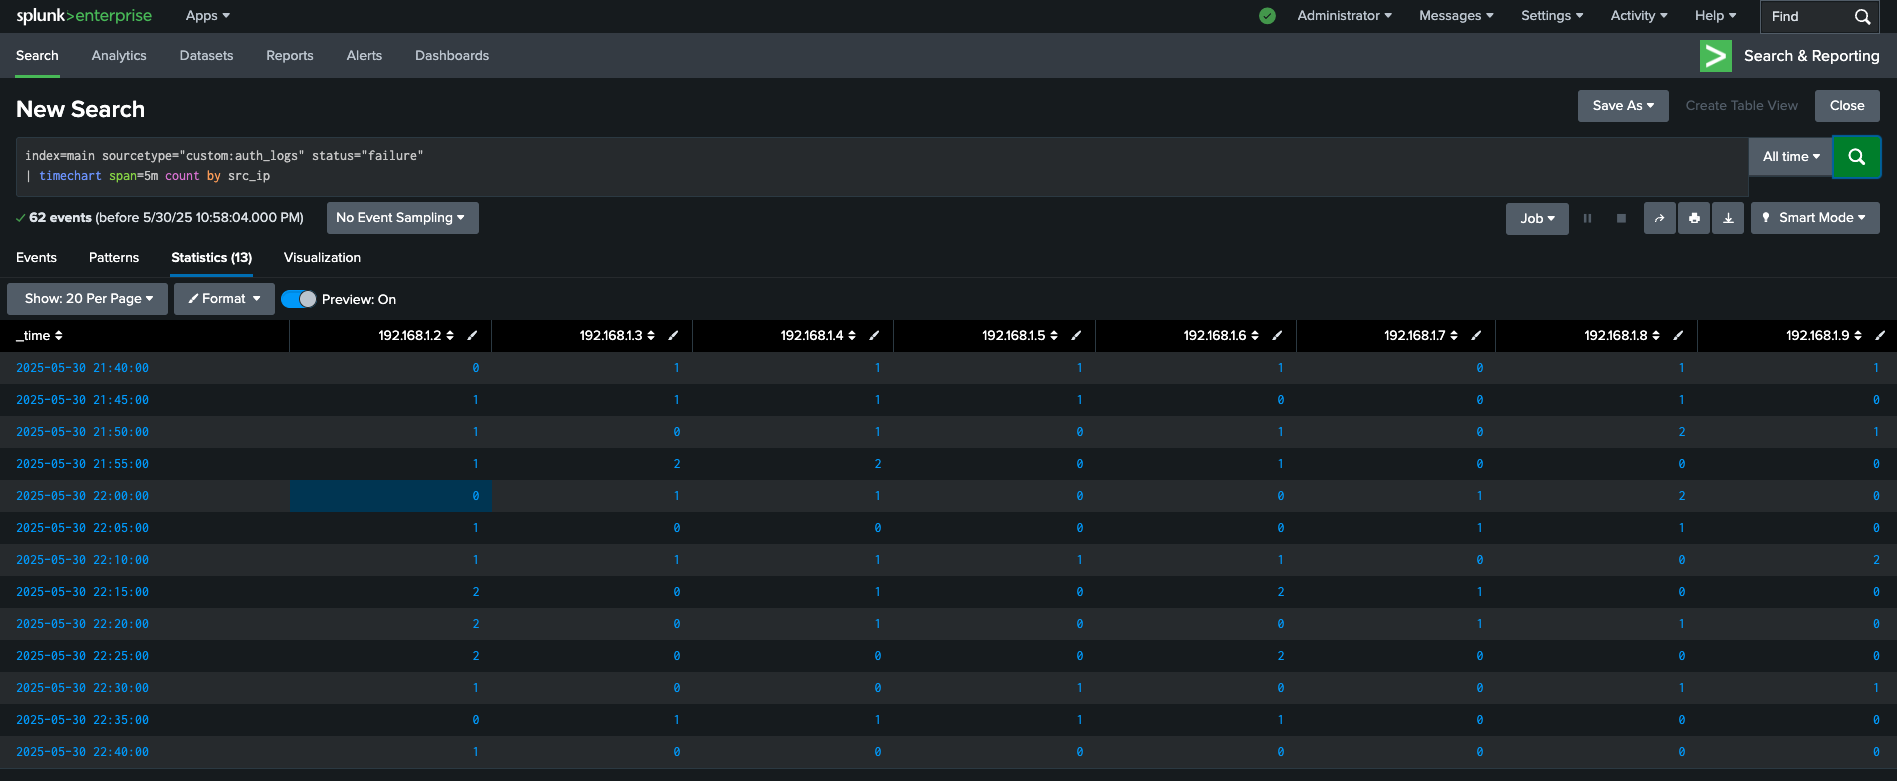 splunk>enterprise Apps Administrator Messages Settings Activity Help Find
Search Analytics Datasets Reports Alerts Dashboards Search & Reporting
New Search Save As Create Table View Close
index=main sourcetype="custom:auth_logs" status="failure"
| timechart span=5m count by src_ip
All time
62 events (before 5/30/25 10:58:04.000 PM) No Event Sampling Job Smart Mode
Events Patterns Statistics (13) Visualization
Show: 20 Per Page Format Preview: On
_time 192.168.1.2 192.168.1.3 192.168.1.4 192.168.1.5 192.168.1.6 192.168.1.7 192.168.1.8 192.168.1.9
2025-05-30 21:40:00 0 1 1 1 1 0 1 1
2025-05-30 21:45:00 1 1 1 1 0 0 1 0
2025-05-30 21:50:00 1 0 1 0 1 0 2 1
2025-05-30 21:55:00 1 2 2 0 1 0 0 0
2025-05-30 22:00:00 0 1 1 0 0 1 2 0
2025-05-30 22:05:00 1 0 0 0 0 1 1 0
2025-05-30 22:10:00 1 1 1 1 1 0 0 2
2025-05-30 22:15:00 2 0 1 0 2 1 0 0
2025-05-30 22:20:00 2 0 1 0 0 1 1 0
2025-05-30 22:25:00 2 0 0 0 2 0 0 0
2025-05-30 22:30:00 1 0 0 1 0 0 1 1
2025-05-30 22:35:00 0 1 1 1 1 0 0 0
2025-05-30 22:40:00 1 0 0 0 0 0 0 0